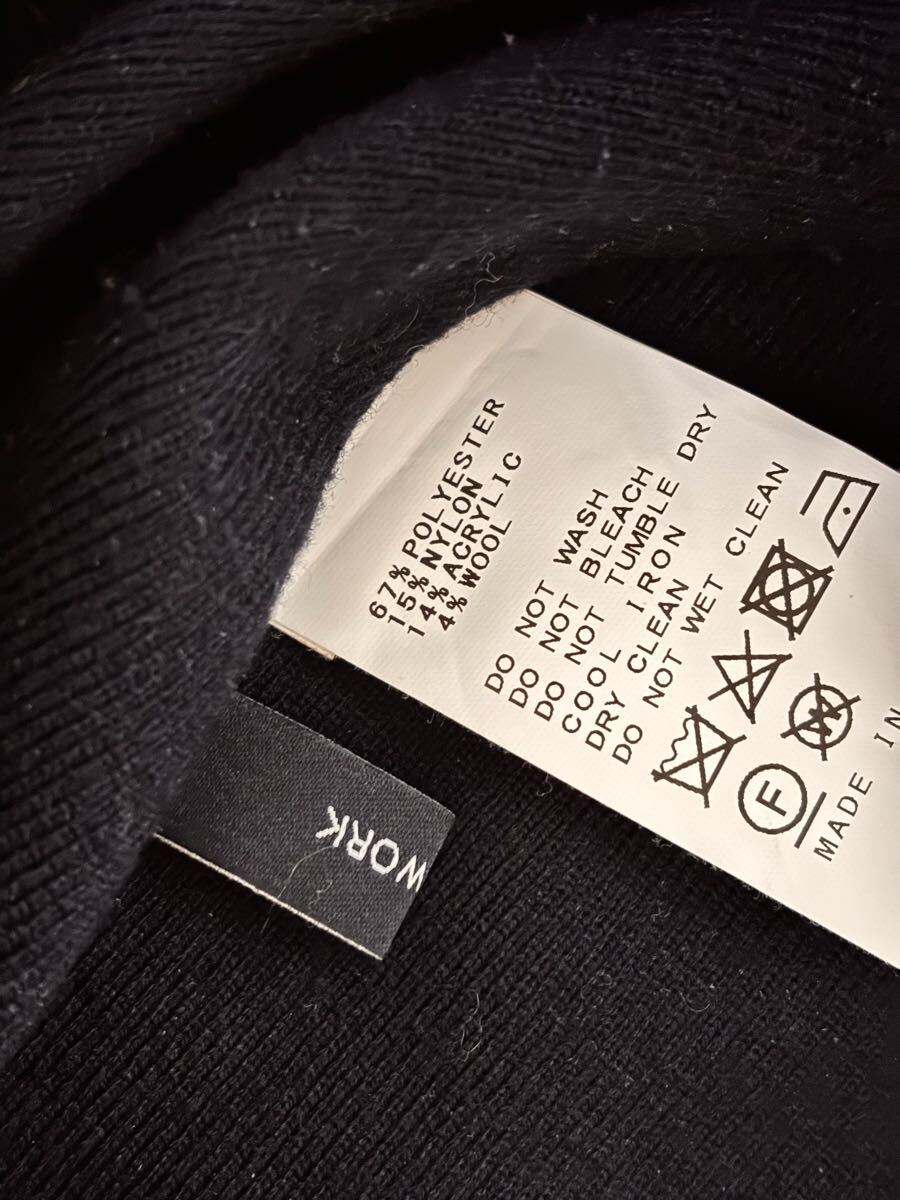 67% POLYESTER
15% NYLON
14% ACRYLIC
4% WOOL
DO NOT WASH
DO NOT BLEACH
DO NOT TUMBLE DRY
COOL IRON
DRY CLEAN
DO NOT WET CLEAN
W
F
MADE IN
WORK